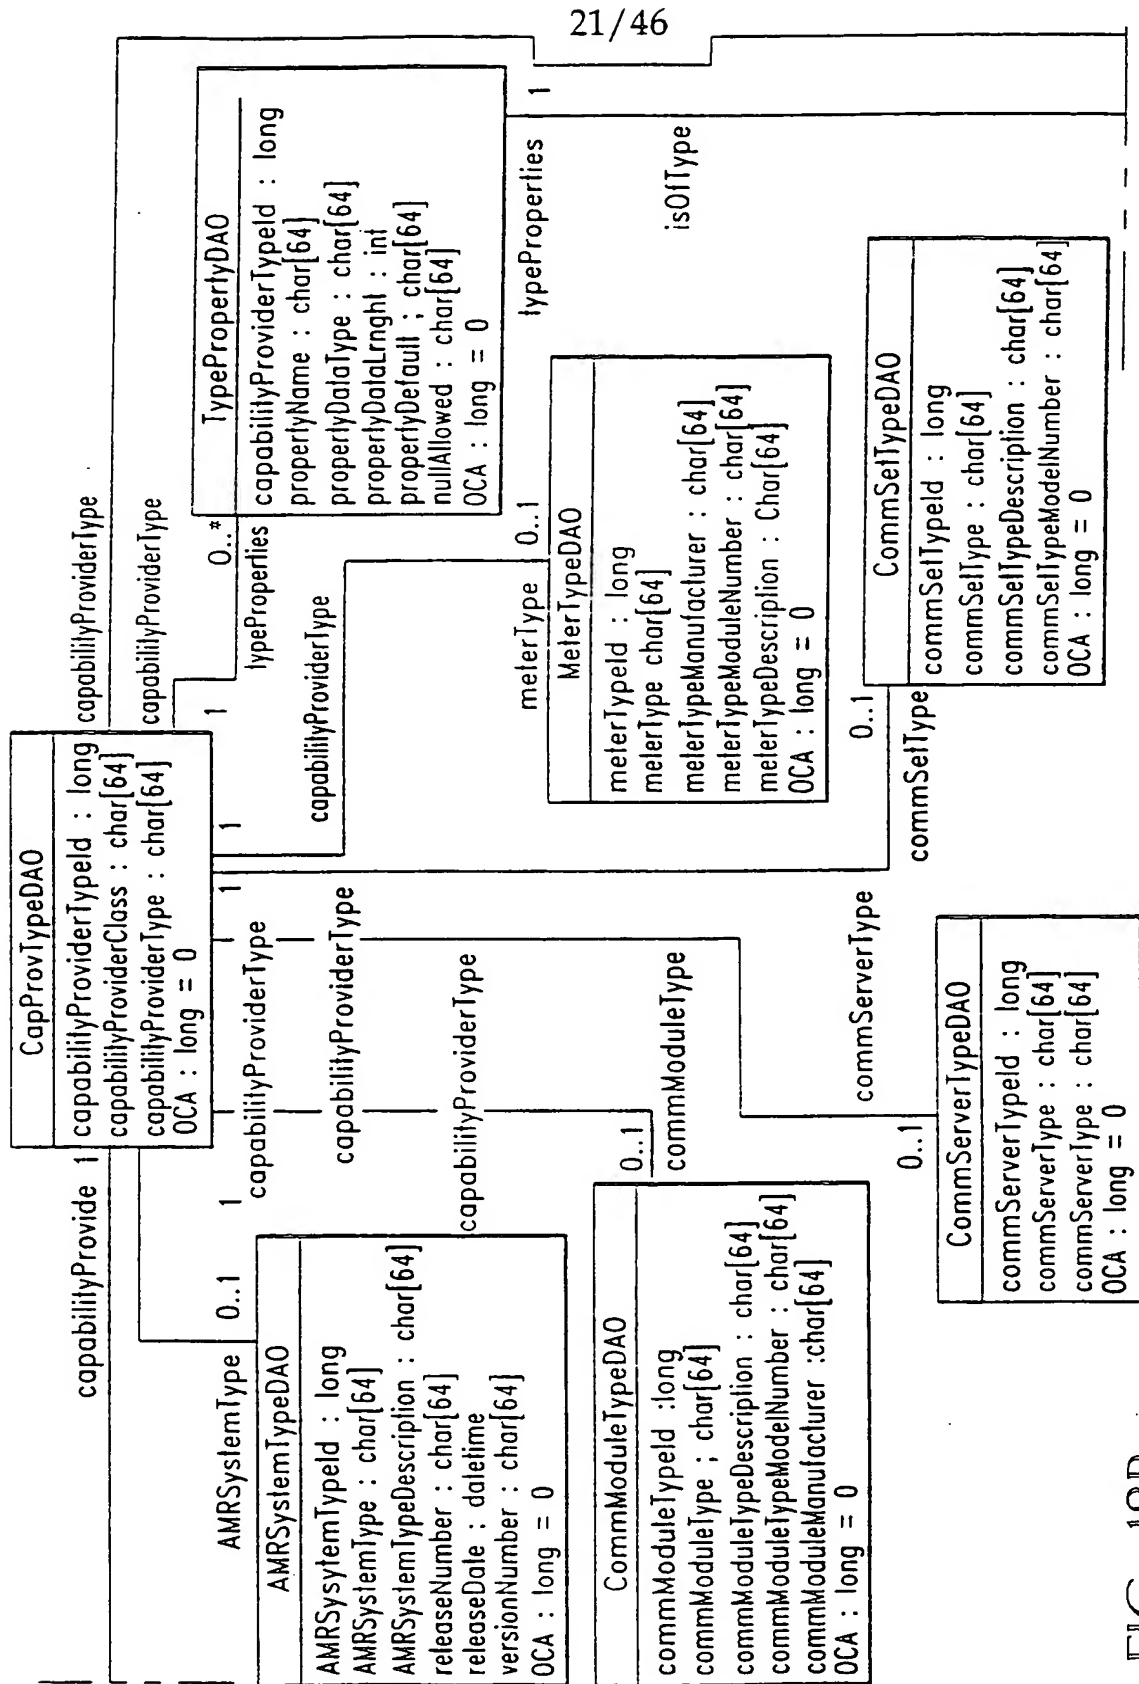 21/46
CapProvTypeDAO
capabilityProviderTypeId : long
capabilityProviderClass : char[64]
capabilityProviderType : char[64]
OCA : long = 0
capabilityProvide 1
capabilityProviderType
capabilityProviderType
1
0..*
typeProperties
TypePropertyDAO
capabilityProviderTypeId : long
propertyName : char[64]
propertyDataType : char[64]
propertyDataLrnght : int
propertyDefault ; char[64]
nullAllowed : char[64]
OCA : long = 0
typeProperties
1
isOfType
1
capabilityProviderType
meterType
0..1
MeterTypeDAO
meterTypeId : long
meterType char[64]
meterTypeManufacturer : char[64]
meterTypeModuleNumber : char[64]
meterTypeDescription : Char[64]
OCA : long = 0
1
0..1
commSetType
CommSetTypeDAO
commSetTypeId : long
commSetType : char[64]
commSetTypeDescription : char[64]
commSetTypeModelNumber : char[64]
OCA : long = 0
capabilityProviderType
capabilityProviderType
capabilityProviderType
1
AMRSystemType
0..1
AMRSystemTypeDAO
AMRSysytemTypeId : long
AMRSystemType : char[64]
AMRSystemTypeDescription : char[64]
releaseNumber : char[64]
releaseDate : datetime
versionNumber : char[64]
OCA : long = 0
0..1
commModuleType
CommModuleTypeDAO
commModuleTypeId :long
commModuleType ; char[64]
commModuleTypeDescription : char[64]
commModuleTypeModelNumber : char[64]
commModuleManufacturer :char[64]
OCA : long = 0
commServerType
0..1
CommServerTypeDAO
commServerTypeId : long
commServerType : char[64]
commServerType : char[64]
OCA : long = 0
FIG.